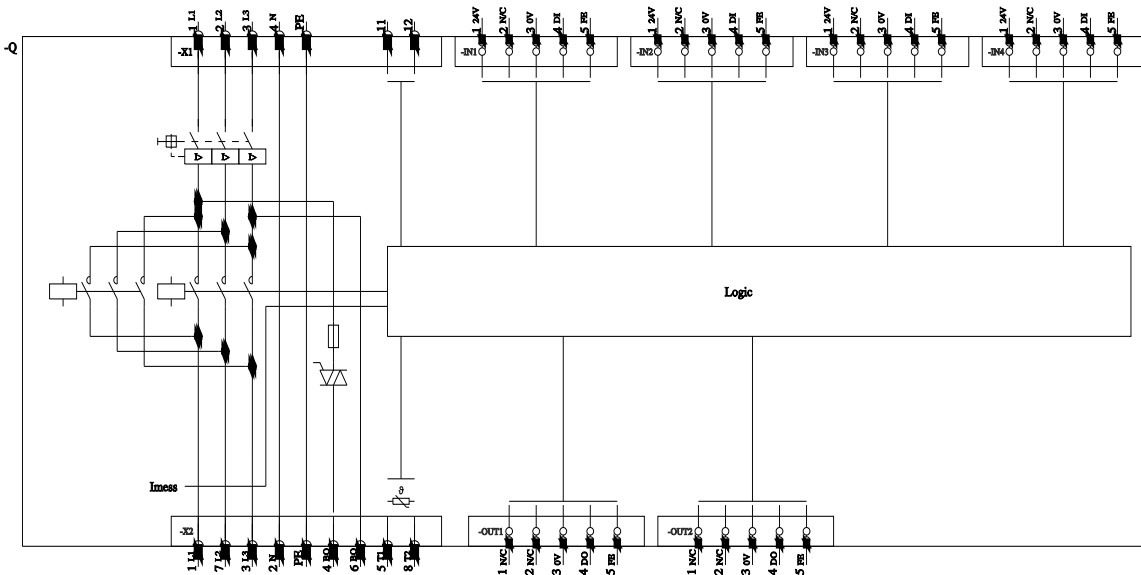 -Q
-X1
1 L1
2 L2
3 L3
4 N
PE
11
12
-IN1
1 24V
2 N/C
3 0V
4 DI
5 FE
-IN2
1 24V
2 N/C
3 0V
4 DI
5 FE
-IN3
1 24V
2 N/C
3 0V
4 DI
5 FE
-IN4
1 24V
2 N/C
3 0V
4 DI
5 FE
I>
I>
I>
Logic
Imess
ϑ
-X2
1 L1
7 L2
3 L3
2 N
PE
4 BO
6 BO
5 T1
8 T2
-OUT1
1 N/C
2 N/C
3 0V
4 DO
5 FE
-OUT2
1 N/C
2 N/C
3 0V
4 DO
5 FE